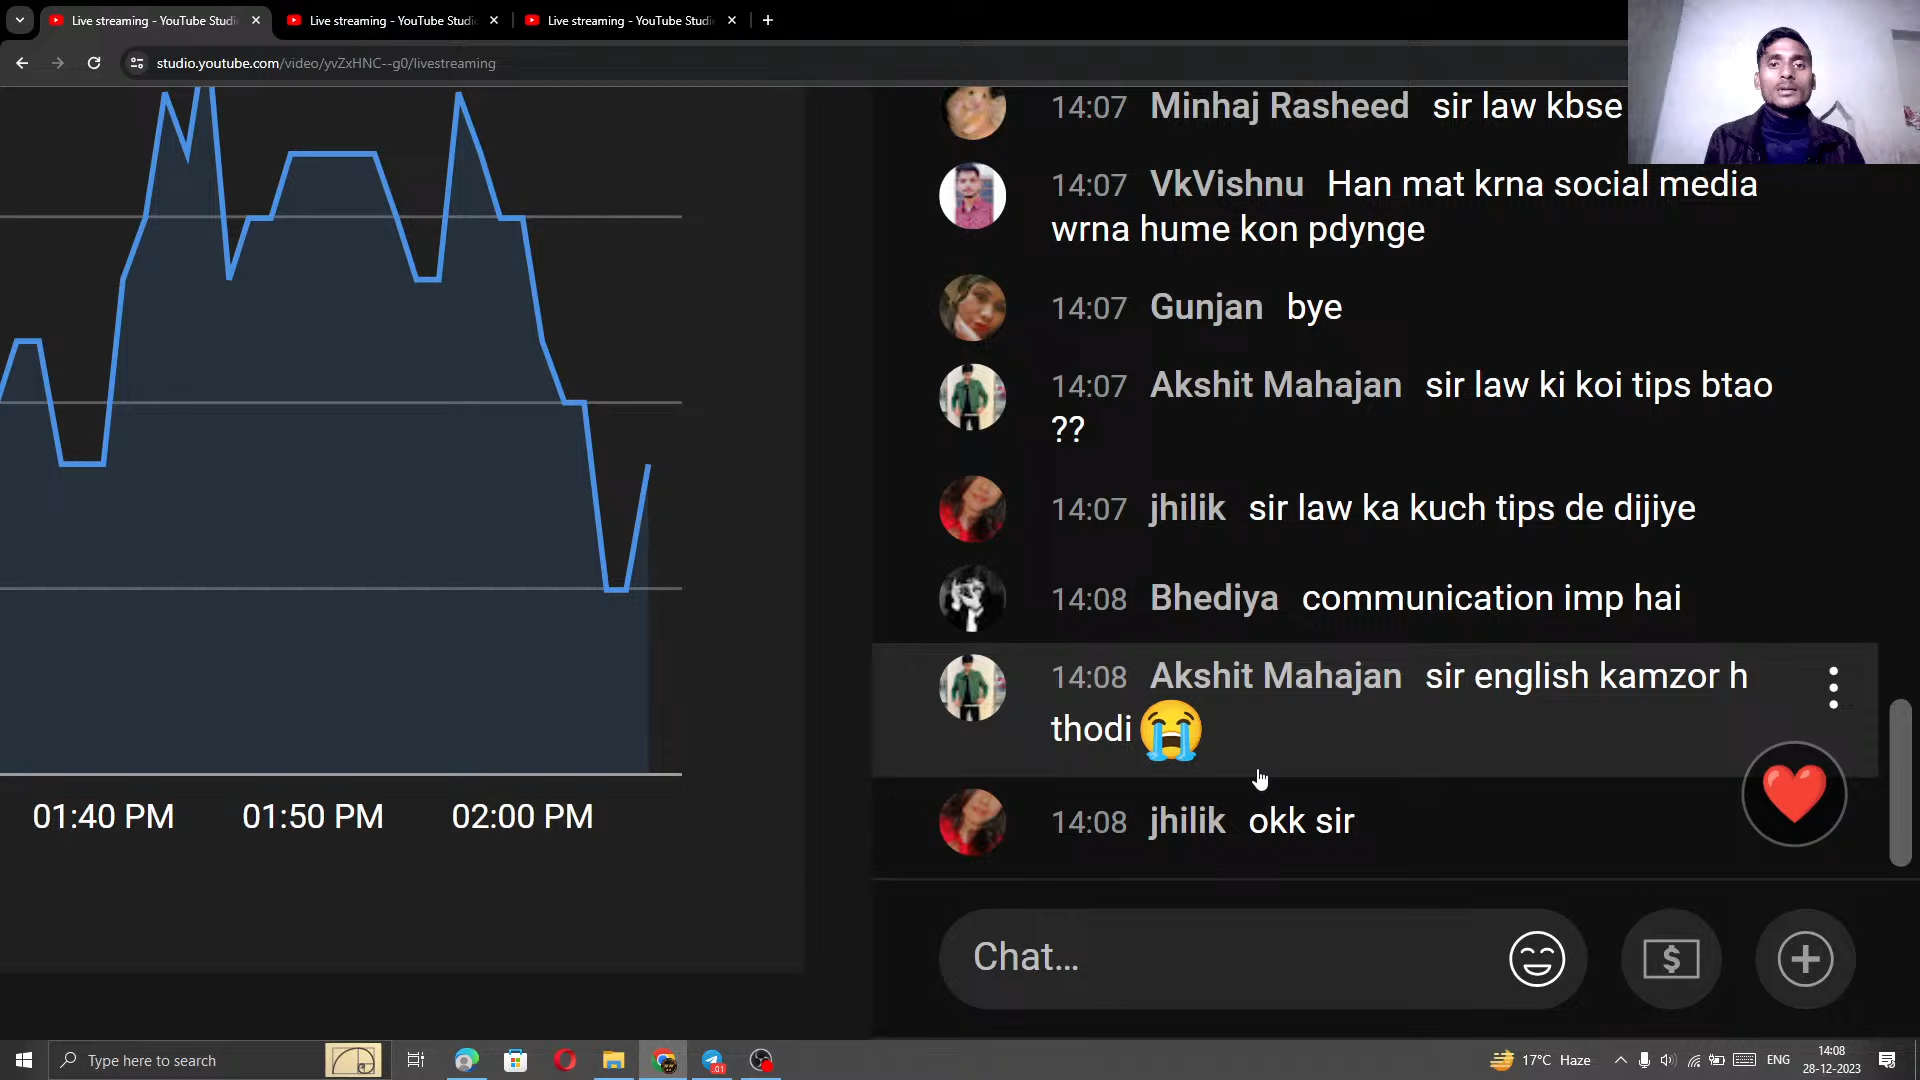 Live streaming - YouTube Studi
Live streaming - YouTube Studi
Live streaming - YouTube Studi
studio.youtube.com/video/yvZxHNC--g0/livestreaming
14:07 Minhaj Rasheed sir law kbse
14:07 VkVishnu Han mat krna social media
wrna hume kon pdynge
14:07 Gunjan bye
14:07 Akshit Mahajan sir law ki koi tips btao
??
14:07 jhilik sir law ka kuch tips de dijiye
14:08 Bhediya communication imp hai
14:08 Akshit Mahajan sir english kamzor h
thodi 😭
14:08 jhilik okk sir
01:40 PM 01:50 PM 02:00 PM
Chat...
Type here to search
17°C Haze
ENG
14:08
28-12-2023